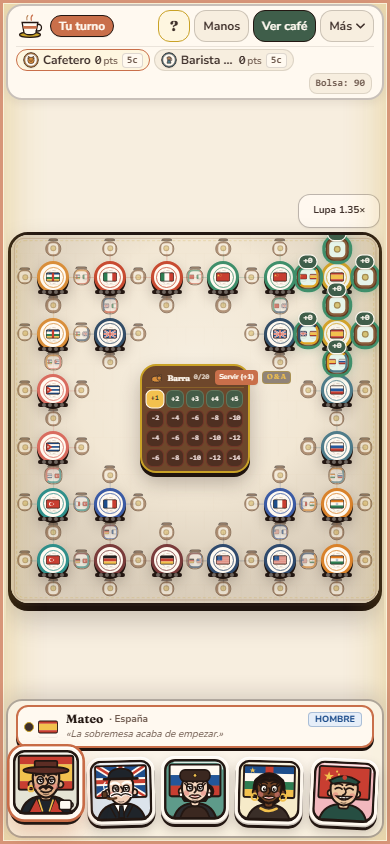 Tu turno
?
Manos
Ver café
Más
Cafetero 0 pts 5c
Barista ... 0 pts 5c
Bolsa: 90
Lupa 1.35×
+0
+0
+0
+0
+0
+0
Barra 0/20 Servir (+1)
+1 +2 +3 +4 +5
-2 -4 -6 -8 -10
-4 -6 -8 -10 -12
-6 -8 -10 -12 -14
Mateo · España
HOMBRE
«La sobremesa acaba de empezar.»